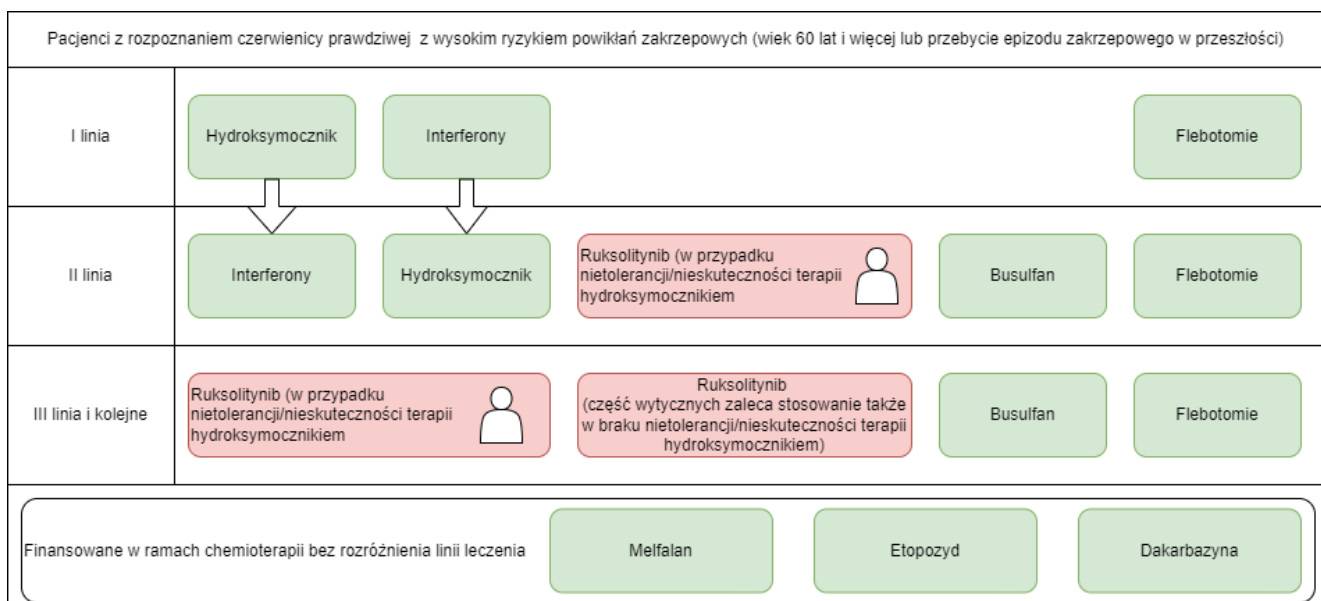 Pacjenci z rozpoznaniem czerwienicy prawdziwej z wysokim ryzykiem powikłań zakrzepowych (wiek 60 lat i więcej lub przebycie epizodu zakrzepowego w przeszłości)
I linia
Hydroksymocznik
Interferony
Flebotomie
II linia
Interferony
Hydroksymocznik
Ruksolitynib (w przypadku
nietolerancji/nieskuteczności terapii
hydroksymocznikiem
Busulfan
Flebotomie
III linia i kolejne
Ruksolitynib (w przypadku
nietolerancji/nieskuteczności terapii
hydroksymocznikiem
Ruksolitynib
(część wytycznych zaleca stosowanie także
w braku nietolerancji/nieskuteczności terapii
hydroksymocznikiem)
Busulfan
Flebotomie
Finansowane w ramach chemioterapii bez rozróżnienia linii leczenia
Melfalan
Etopozyd
Dakarbazyna